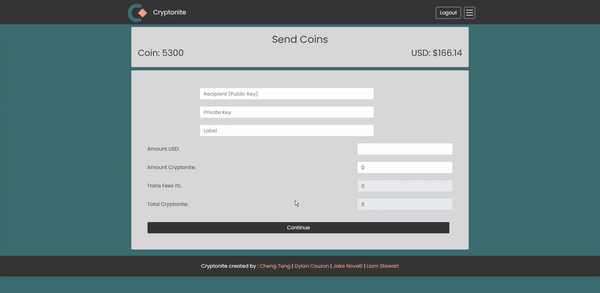 Cryptonite
Logout
Send Coins
Coin: 5300 USD: $166.14
Recipient (Public Key)
Private Key
Label
Amount USD:
Amount Cryptonite: 0
Trans Fees 1%: 0
Total Cryptonite: 0
Continue
Cryptonite created by : Cheng Tang | Dylan Couzon | Jake Novell | Liam Stewart